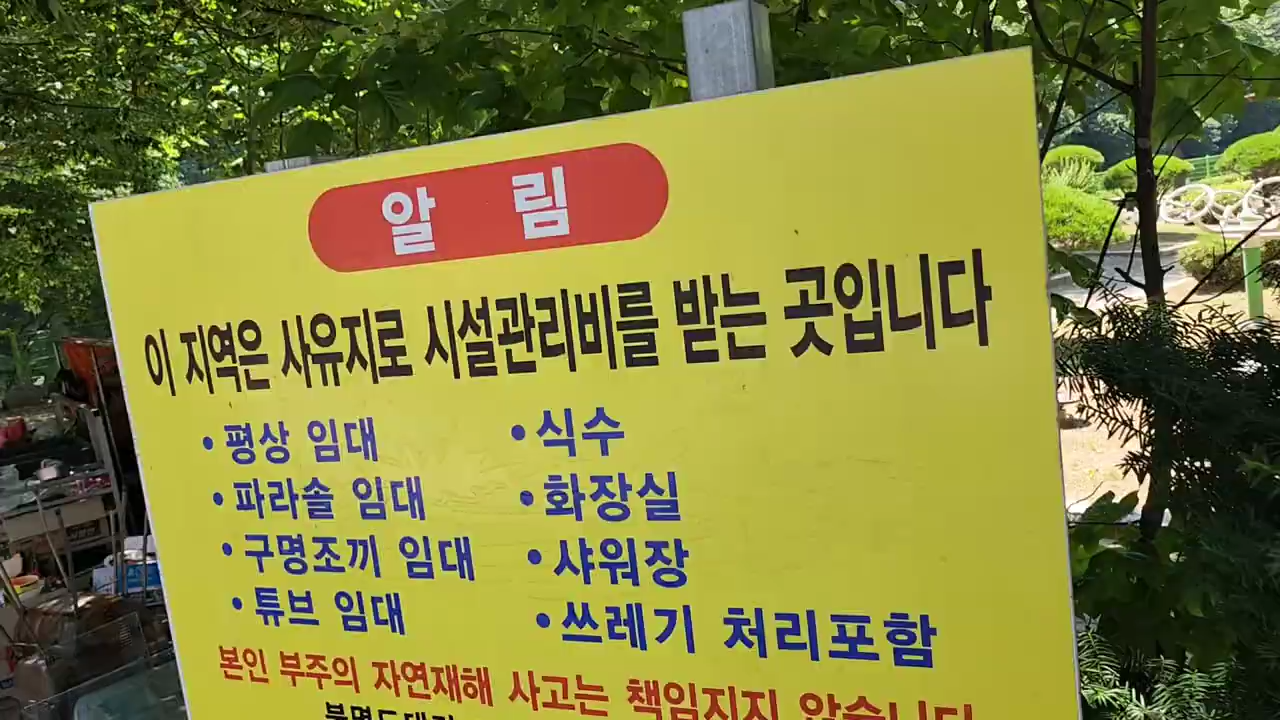 알 림
이 지역은 사유지로 시설관리비를 받는 곳입니다
• 평상 임대 • 식수
• 파라솔 임대 • 화장실
• 구명조끼 임대 • 샤워장
• 튜브 임대 • 쓰레기 처리포함
본인 부주의 자연재해 사고는 책임지지 않습니다